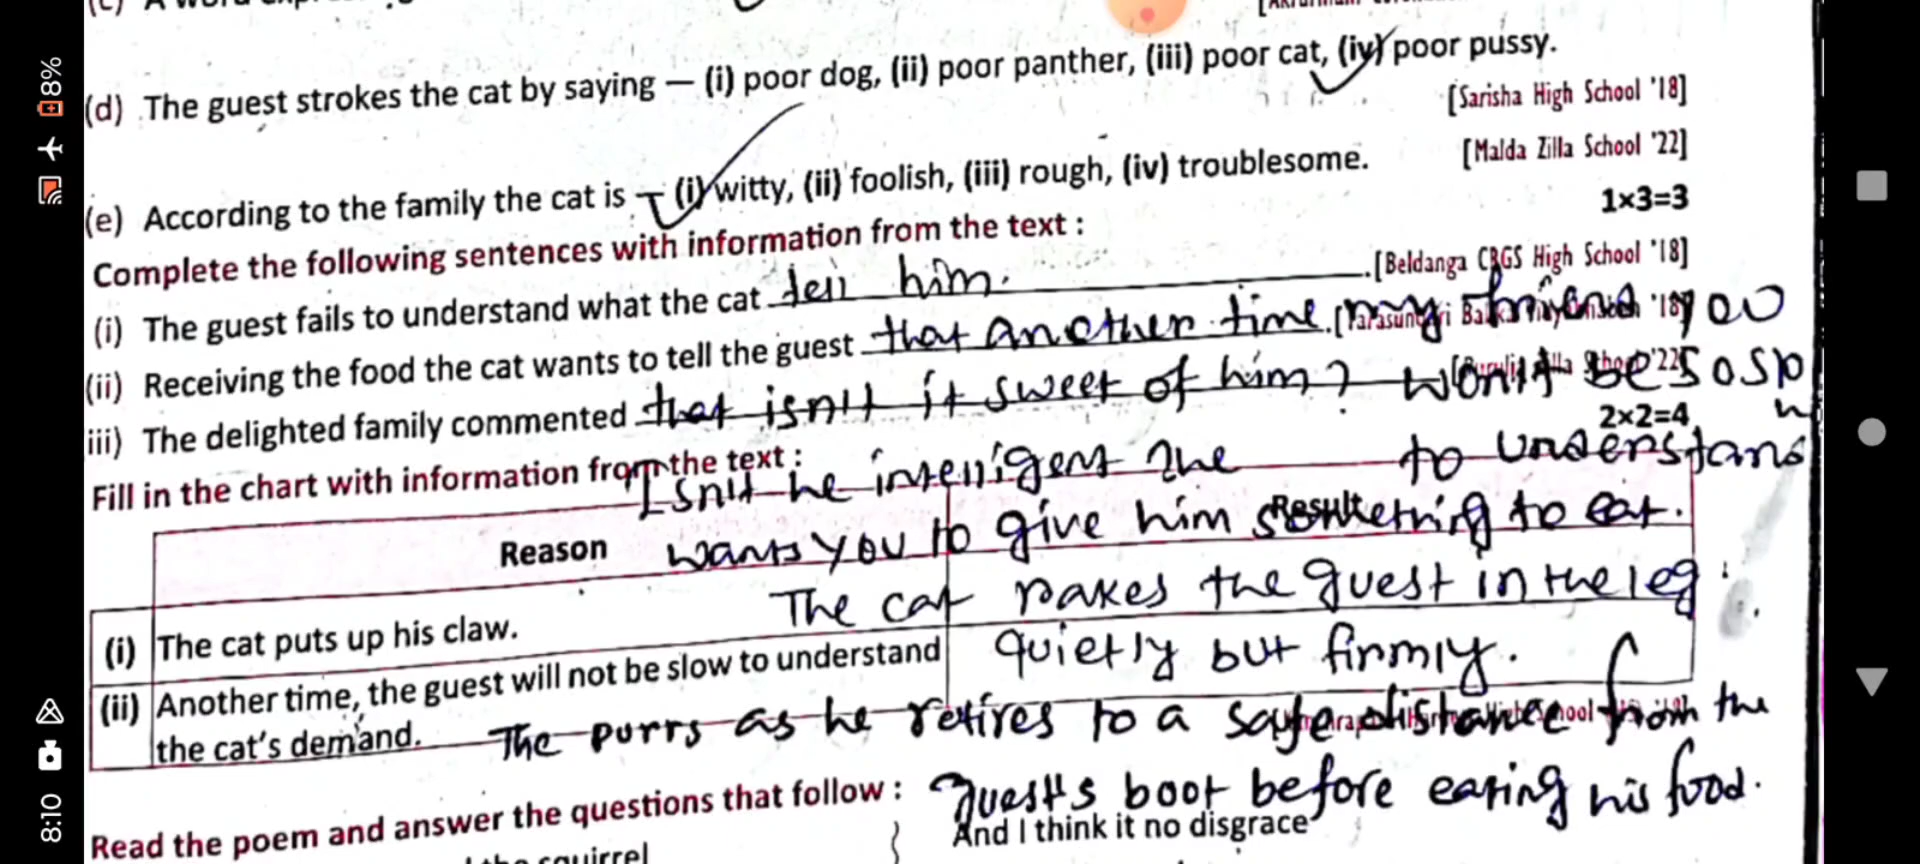 (d) The guest strokes the cat by saying — (i) poor dog, (ii) poor panther, (iii) poor cat, (iv) poor pussy.
[Sarisha High School '18]
(e) According to the family the cat is — (i) witty, (ii) foolish, (iii) rough, (iv) troublesome.
[Malda Zilla School '22]
Complete the following sentences with information from the text :
1×3=3
(i) The guest fails to understand what the cat tell him. [Beldanga CRGS High School '18]
(ii) Receiving the food the cat wants to tell the guest that another time my friend you
iii) The delighted family commented that isn't it sweet of him? won't be so
2×2=4
Fill in the chart with information from the text :
Isn't he intelligent The to understand
Reason wants you to give him something to eat. Result
The cat rakes the guest in the leg
(i) The cat puts up his claw.
quietly but firmly.
(ii) Another time, the guest will not be slow to understand
the cat's demand. The purrs as he retires to a safe distance from the
guest's boot before eating his food.
Read the poem and answer the questions that follow :
And I think it no disgrace
the squirrel
8:10
8%